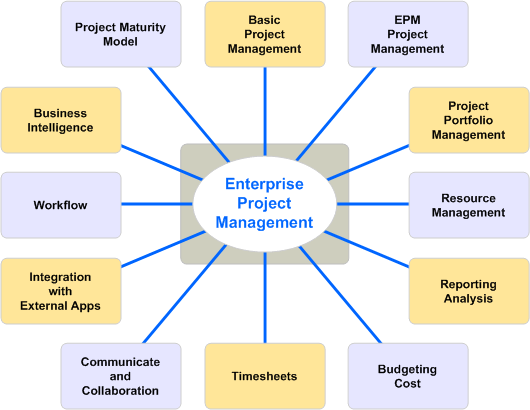 Project Maturity
Model
Basic
Project
Management
EPM
Project
Management
Business
Intelligence
Project
Portfolio
Management
Workflow
Enterprise
Project
Management
Resource
Management
Integration
with
External Apps
Reporting
Analysis
Communicate
and
Collaboration
Timesheets
Budgeting
Cost